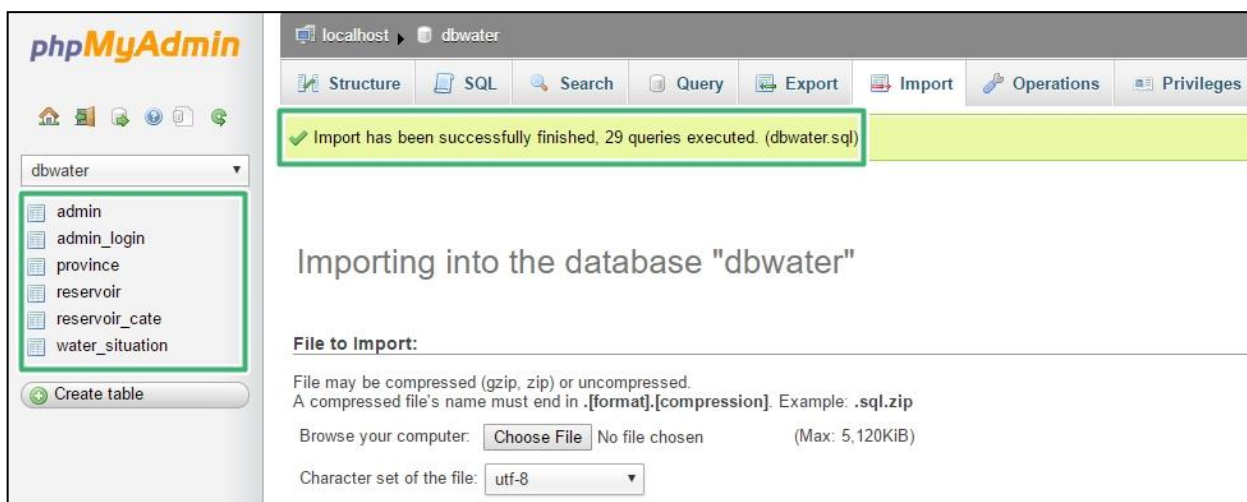 phpMyAdmin
dbwater
admin
admin_login
province
reservoir
reservoir_cate
water_situation
Create table
localhost ▸ dbwater
Structure SQL Search Query Export Import Operations Privileges
Import has been successfully finished, 29 queries executed. (dbwater.sql)
Importing into the database "dbwater"
File to Import:
File may be compressed (gzip, zip) or uncompressed.
A compressed file's name must end in .[format].[compression]. Example: .sql.zip
Browse your computer: Choose File No file chosen (Max: 5,120KiB)
Character set of the file: utf-8